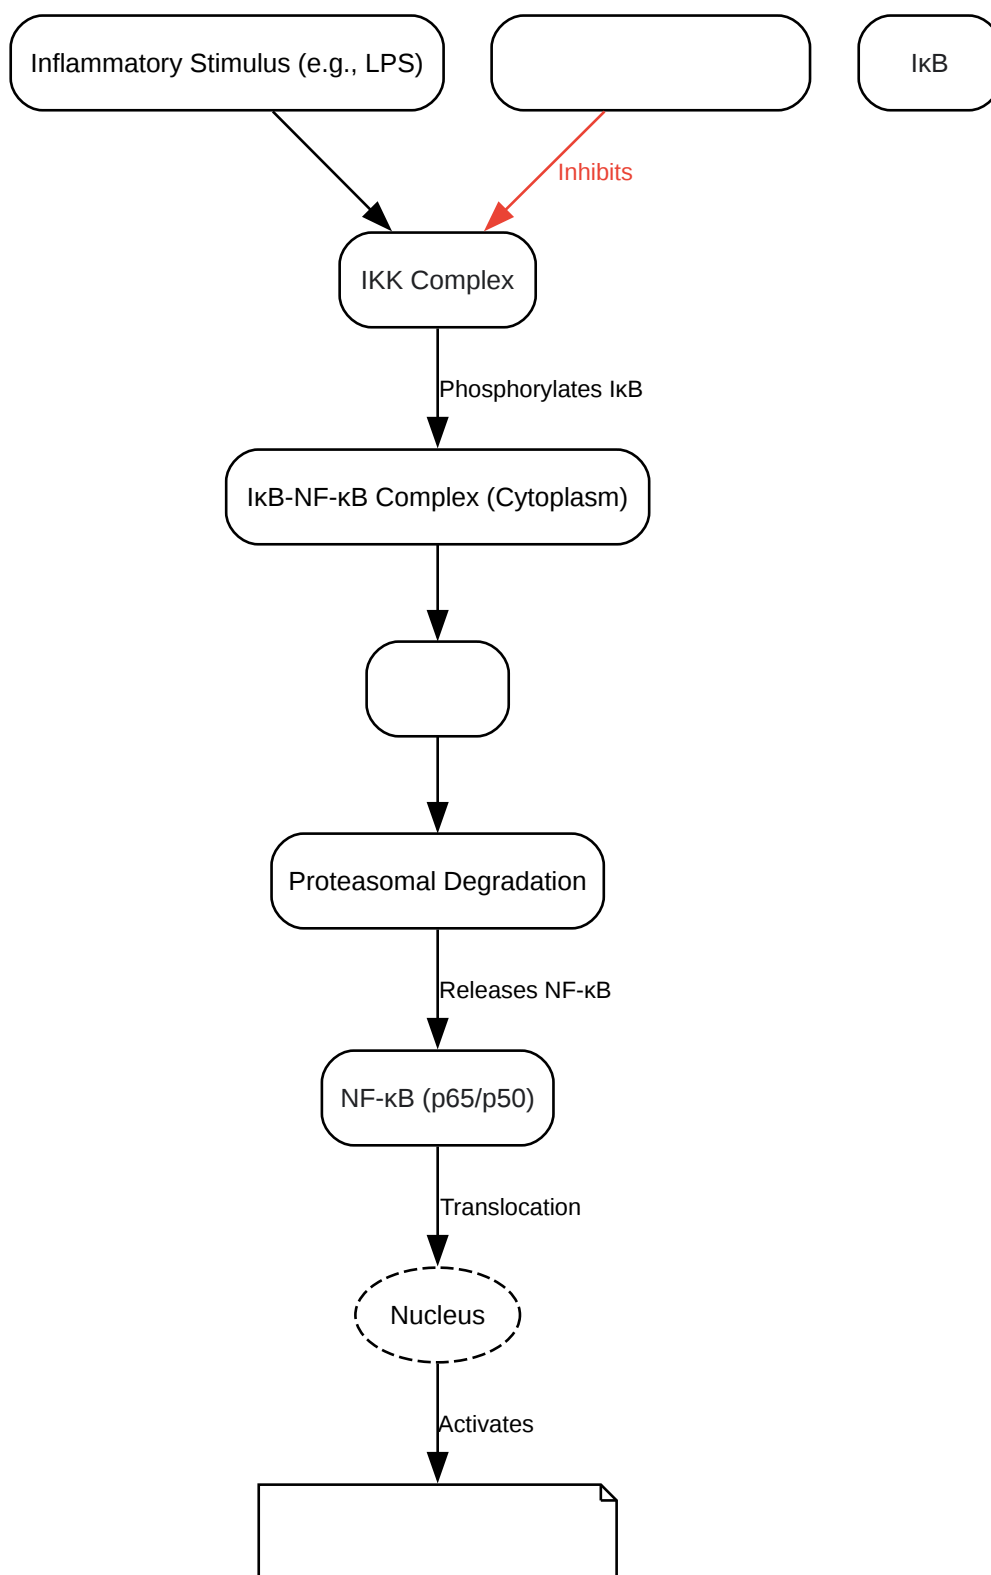 Inflammatory Stimulus (e.g., LPS)
IκB
Inhibits
IKK Complex
Phosphorylates IκB
IκB-NF-κB Complex (Cytoplasm)
Proteasomal Degradation
Releases NF-κB
NF-κB (p65/p50)
Translocation
Nucleus
Activates